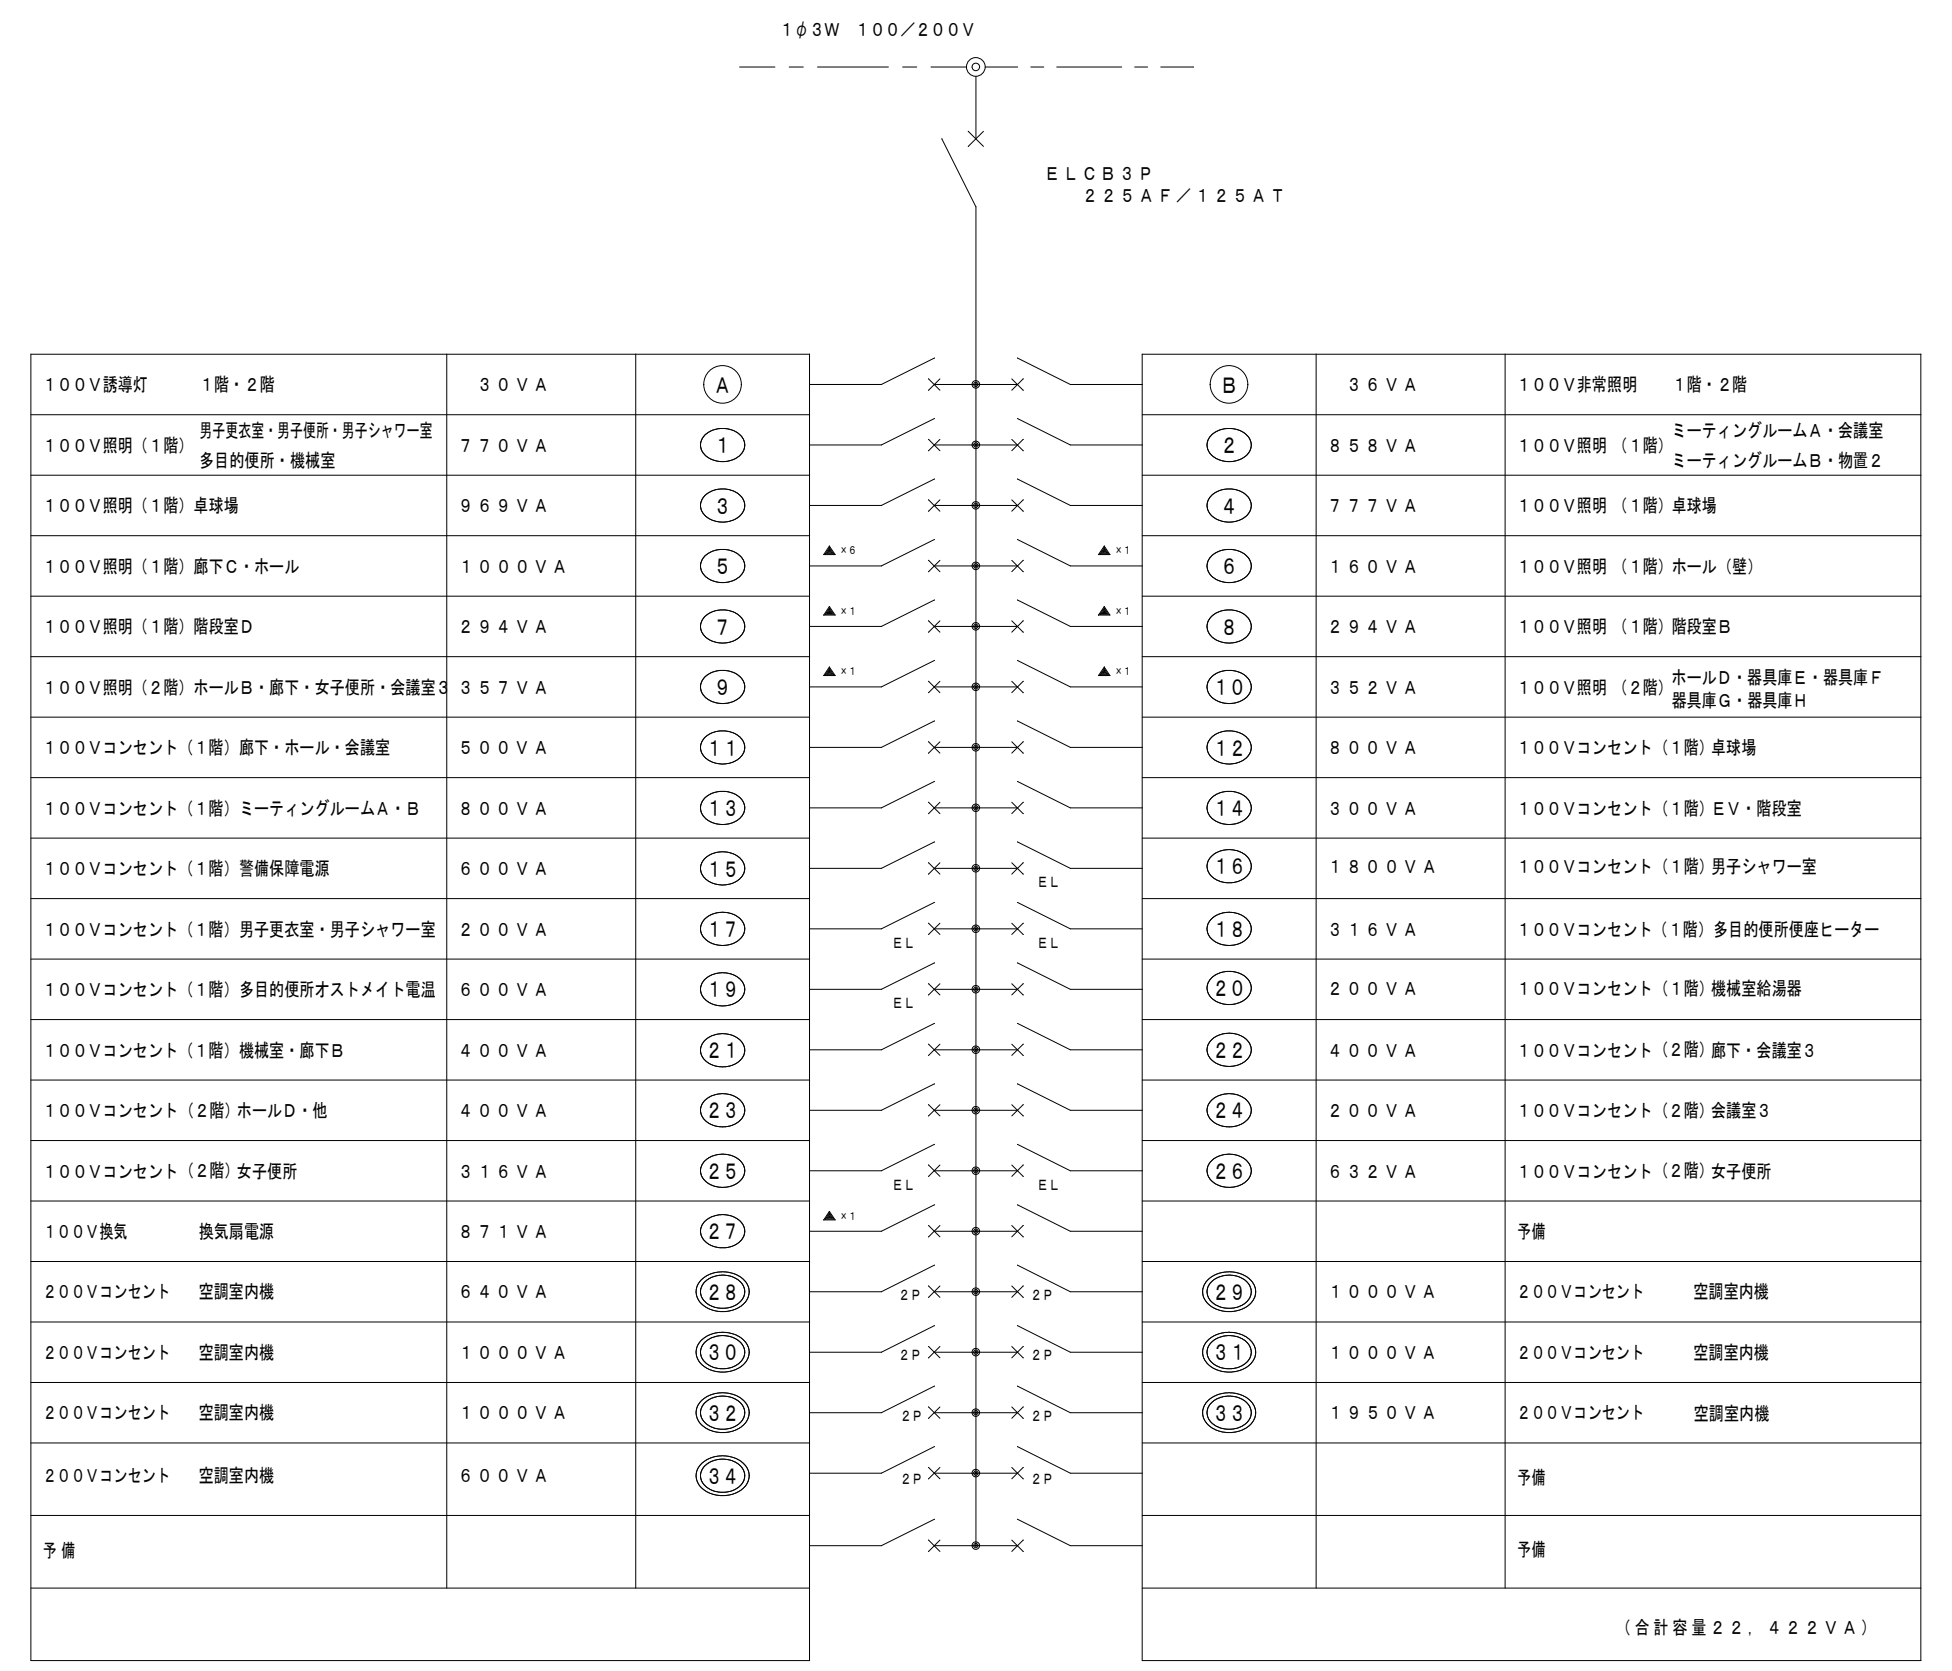 1φ3W 100/200V
ELCB3P
225AF/125AT
100V誘導灯 1階・2階 30VA A B 36VA 100V非常照明 1階・2階
100V照明(1階) 男子更衣室・男子便所・男子シャワー室 多目的便所・機械室 770VA 1 2 858VA 100V照明(1階) ミーティングルームA・会議室 ミーティングルームB・物置2
100V照明(1階) 卓球場 969VA 3 4 777VA 100V照明(1階) 卓球場
100V照明(1階) 廊下C・ホール 1000VA 5 ▲×6 ▲×1 6 160VA 100V照明(1階) ホール(壁)
100V照明(1階) 階段室D 294VA 7 ▲×1 ▲×1 8 294VA 100V照明(1階) 階段室B
100V照明(2階) ホールB・廊下・女子便所・会議室3 357VA 9 ▲×1 ▲×1 10 352VA 100V照明(2階) ホールD・器具庫E・器具庫F 器具庫G・器具庫H
100Vコンセント(1階) 廊下・ホール・会議室 500VA 11 12 800VA 100Vコンセント(1階) 卓球場
100Vコンセント(1階) ミーティングルームA・B 800VA 13 14 300VA 100Vコンセント(1階) EV・階段室
100Vコンセント(1階) 警備保障電源 600VA 15 EL 16 1800VA 100Vコンセント(1階) 男子シャワー室
100Vコンセント(1階) 男子更衣室・男子シャワー室 200VA 17 EL EL 18 316VA 100Vコンセント(1階) 多目的便所便座ヒーター
100Vコンセント(1階) 多目的便所オストメイト電温 600VA 19 EL 20 200VA 100Vコンセント(1階) 機械室給湯器
100Vコンセント(1階) 機械室・廊下B 400VA 21 22 400VA 100Vコンセント(2階) 廊下・会議室3
100Vコンセント(2階) ホールD・他 400VA 23 24 200VA 100Vコンセント(2階) 会議室3
100Vコンセント(2階) 女子便所 316VA 25 EL EL 26 632VA 100Vコンセント(2階) 女子便所
100V換気 換気扇電源 871VA 27 ▲×1 予備
200Vコンセント 空調室内機 640VA 28 2P 2P 29 1000VA 200Vコンセント 空調室内機
200Vコンセント 空調室内機 1000VA 30 2P 2P 31 1000VA 200Vコンセント 空調室内機
200Vコンセント 空調室内機 1000VA 32 2P 2P 33 1950VA 200Vコンセント 空調室内機
200Vコンセント 空調室内機 600VA 34 2P 2P 予備
予備 予備
(合計容量22,422VA)